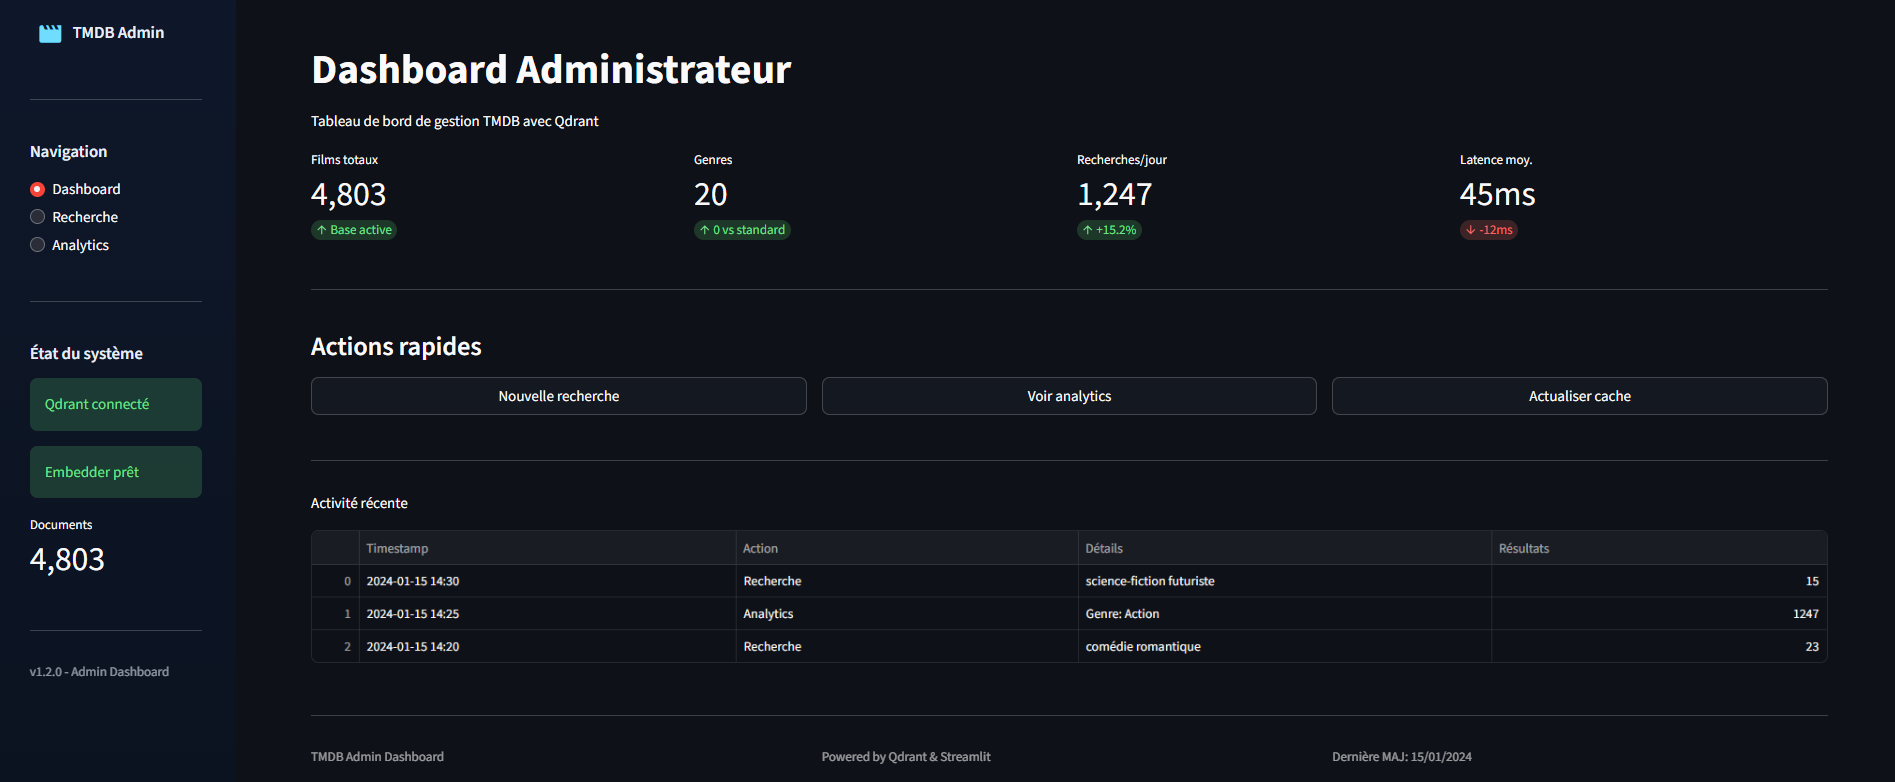 TMDB Admin
Navigation
Dashboard
Recherche
Analytics
État du système
Qdrant connecté
Embedder prêt
Documents
4,803
v1.2.0 - Admin Dashboard
Dashboard Administrateur
Tableau de bord de gestion TMDB avec Qdrant
Films totaux Genres Recherches/jour Latence moy.
4,803 20 1,247 45ms
↑ Base active ↑ 0 vs standard ↑ +15.2% ↓ -12ms
Actions rapides
Nouvelle recherche Voir analytics Actualiser cache
Activité récente
Timestamp Action Détails Résultats
0 2024-01-15 14:30 Recherche science-fiction futuriste 15
1 2024-01-15 14:25 Analytics Genre: Action 1247
2 2024-01-15 14:20 Recherche comédie romantique 23
TMDB Admin Dashboard Powered by Qdrant & Streamlit Dernière MAJ: 15/01/2024